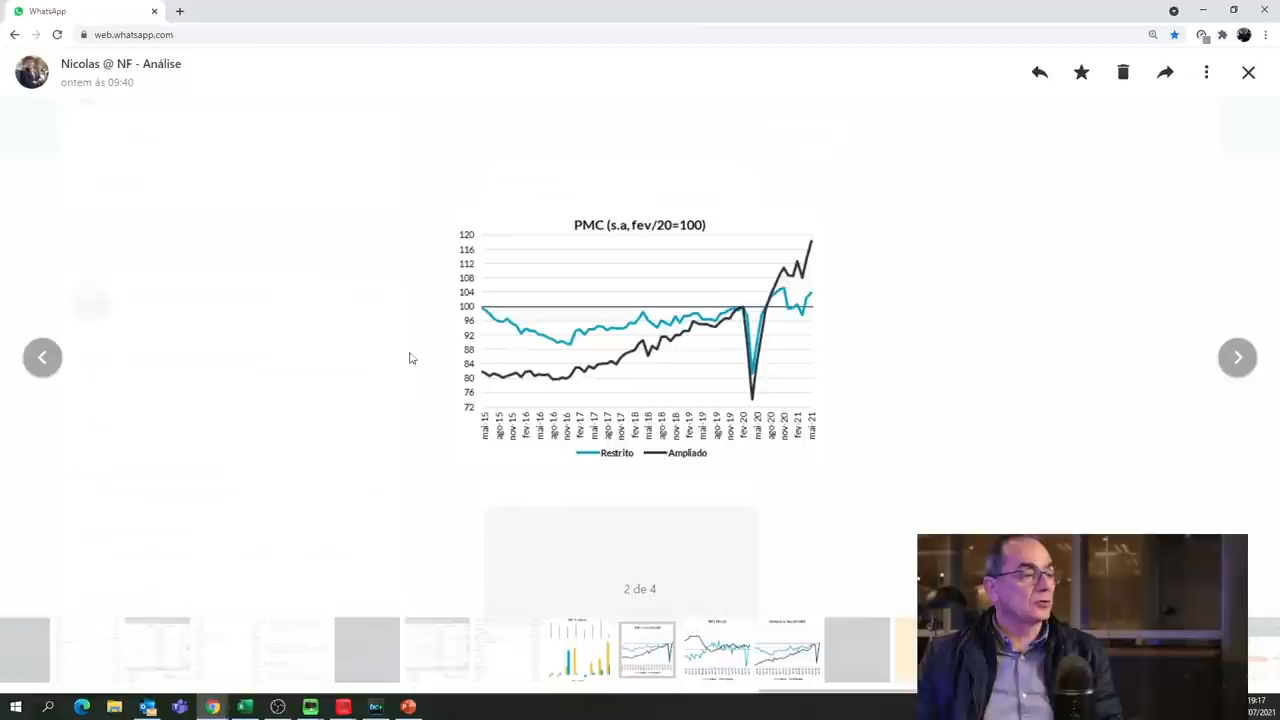 WhatsApp
web.whatsapp.com
Nicolas @ NF - Análise
ontem ás 09:40
PMC (s.a, fev/20=100)
120
116
112
108
104
100
96
92
88
84
80
76
72
mai-15
ago-15
nov-15
fev-16
mai-16
ago-16
nov-16
fev-17
mai-17
ago-17
nov-17
fev-18
mai-18
ago-18
nov-18
fev-19
mai-19
ago-19
nov-19
fev-20
mai-20
ago-20
nov-20
fev-21
mai-21
Restrito Ampliado
2 de 4
19:17
07/2021